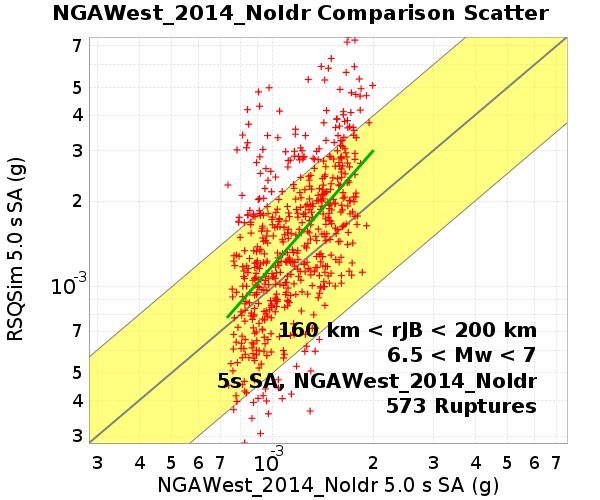 NGAWest_2014_NoIdr Comparison Scatter
RSQSim 5.0 s SA (g)
7
5
4
3
2
10^-3
7
5
4
3
160 km < rJB < 200 km
6.5 < Mw < 7
5s SA, NGAWest_2014_NoIdr
573 Ruptures
3 4 5 6 7 10^-3 2 3 4 5 6 7
NGAWest_2014_NoIdr 5.0 s SA (g)